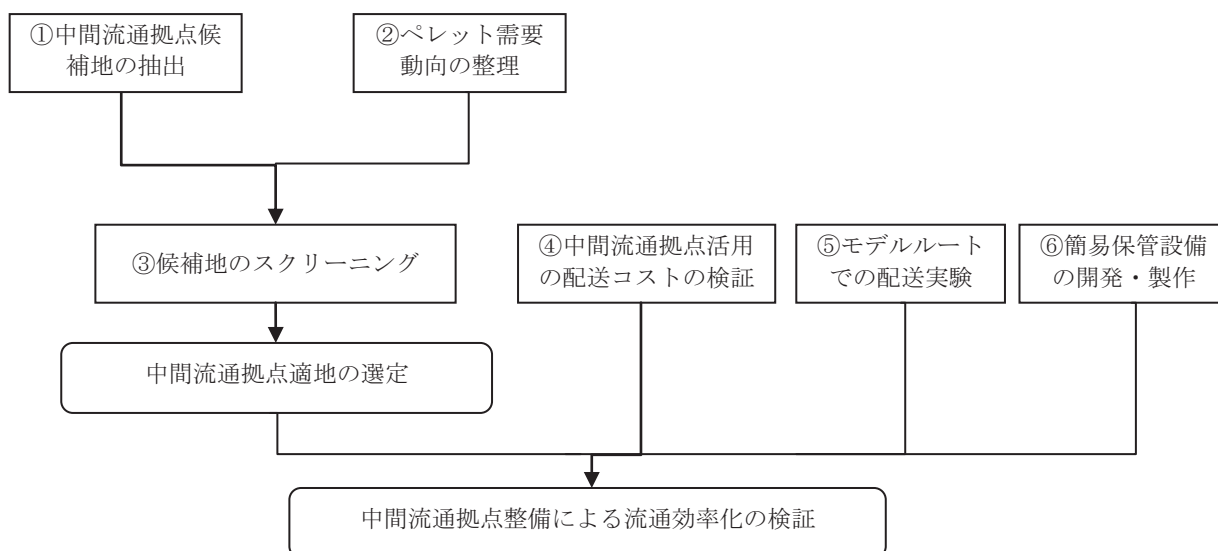 ①中間流通拠点候
補地の抽出
②ペレット需要
動向の整理
③候補地のスクリーニング
④中間流通拠点活用
の配送コストの検証
⑤モデルルート
での配送実験
⑥簡易保管設備
の開発・製作
中間流通拠点適地の選定
中間流通拠点整備による流通効率化の検証